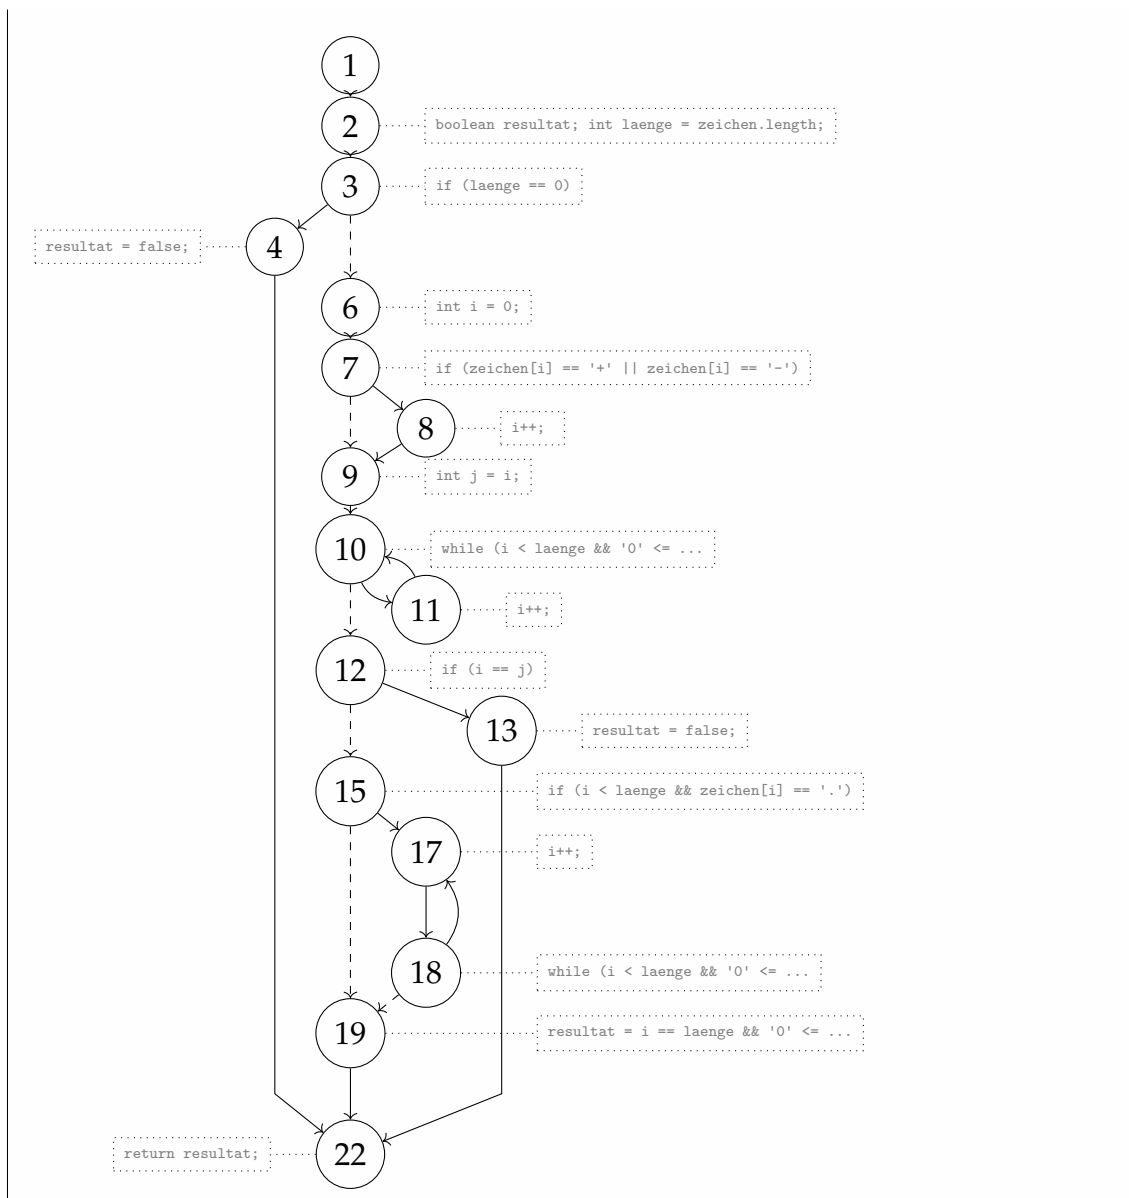 1
2 boolean resultat; int laenge = zeichen.length;
3 if (laenge == 0)
resultat = false; 4
6 int i = 0;
7 if (zeichen[i] == '+' || zeichen[i] == '-')
8 i++;
9 int j = i;
10 while (i < laenge && '0' <= ...
11 i++;
12 if (i == j)
13 resultat = false;
15 if (i < laenge && zeichen[i] == '.')
17 i++;
18 while (i < laenge && '0' <= ...
19 resultat = i == laenge && '0' <= ...
return resultat; 22